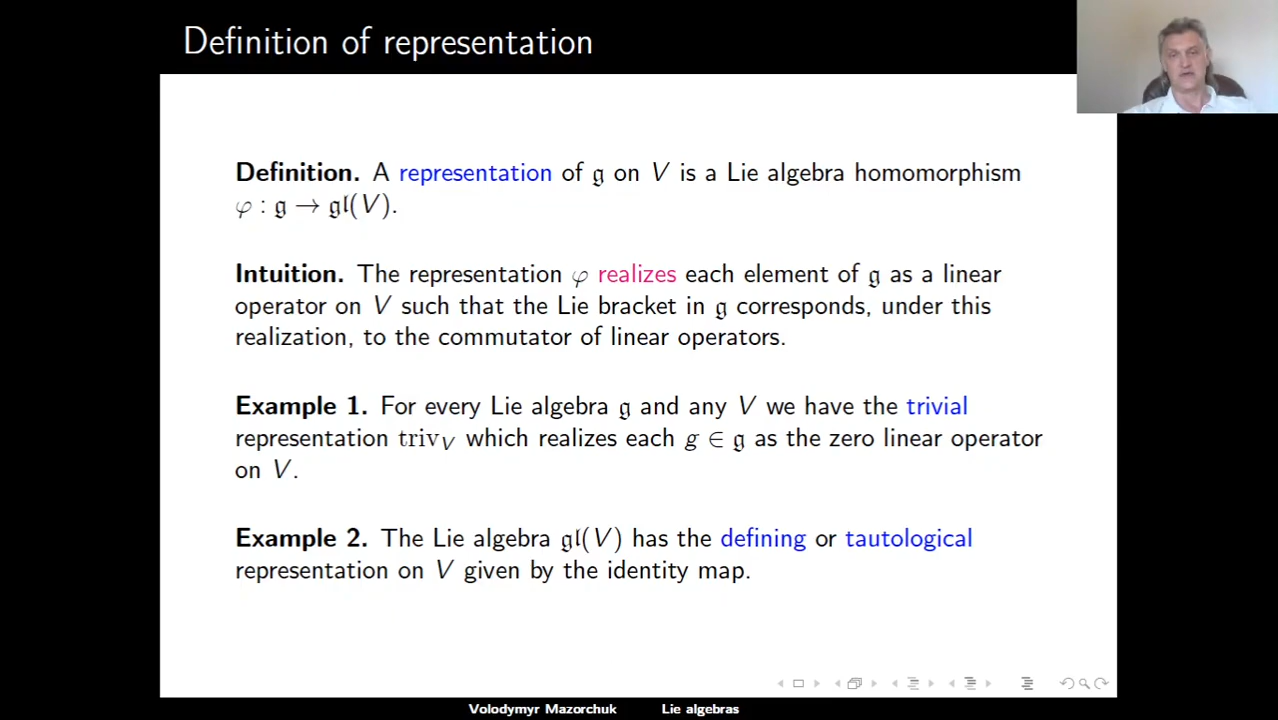 Definition of representation
Definition. A representation of 𝔤 on V is a Lie algebra homomorphism
φ : 𝔤 → 𝔤𝔩(V).
Intuition. The representation φ realizes each element of 𝔤 as a linear
operator on V such that the Lie bracket in 𝔤 corresponds, under this
realization, to the commutator of linear operators.
Example 1. For every Lie algebra 𝔤 and any V we have the trivial
representation triv_V which realizes each g ∈ 𝔤 as the zero linear operator
on V.
Example 2. The Lie algebra 𝔤𝔩(V) has the defining or tautological
representation on V given by the identity map.
Volodymyr Mazorchuk Lie algebras